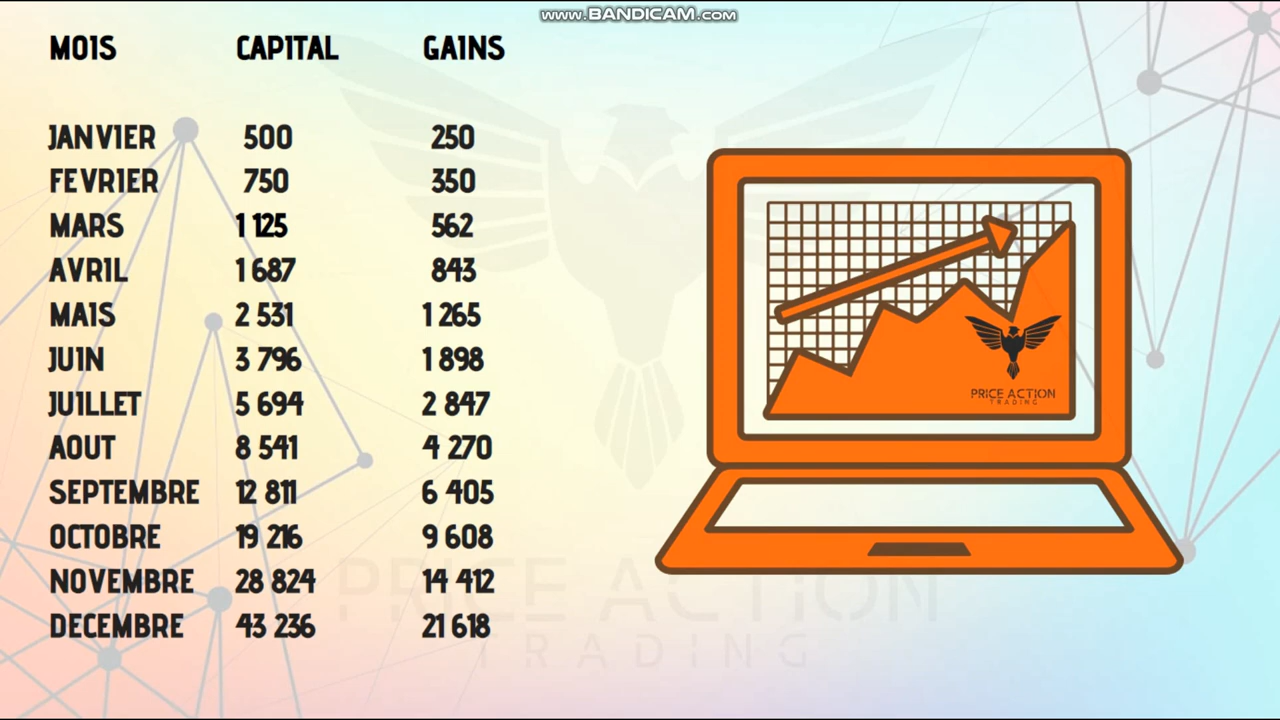 www.BANDICAM.com
MOIS CAPITAL GAINS
JANVIER 500 250
FEVRIER 750 350
MARS 1 125 562
AVRIL 1 687 843
MAIS 2 531 1 265
JUIN 3 796 1 898
JUILLET 5 694 2 847
AOUT 8 541 4 270
SEPTEMBRE 12 811 6 405
OCTOBRE 19 216 9 608
NOVEMBRE 28 824 14 412
DECEMBRE 43 236 21 618
PRICE ACTION
TRADING
PRICE ACTION
TRADING